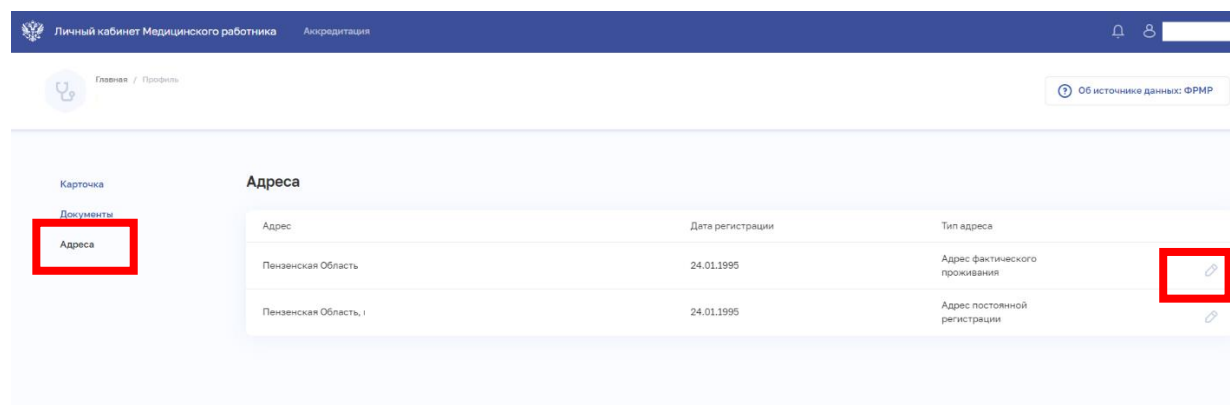 Личный кабинет Медицинского работника Аккредитация
Главная / Профиль
Об источнике данных: ФРМР
Карточка
Документы
Адреса
Адреса
Адрес Дата регистрации Тип адреса
Пензенская Область 24.01.1995 Адрес фактического
проживания
Пензенская Область, 24.01.1995 Адрес постоянной
регистрации